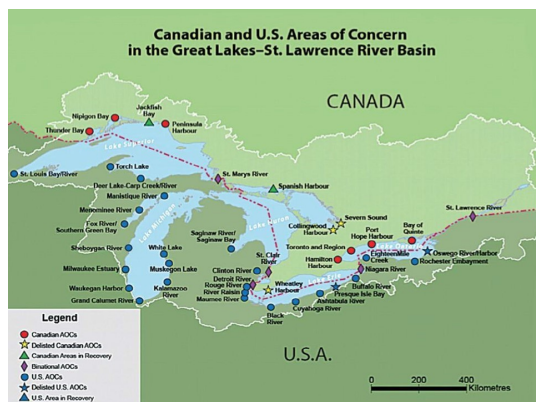 Canadian and U.S. Areas of Concern
in the Great Lakes–St. Lawrence River Basin
CANADA
Jackfish
Bay
Nipigon Bay
Peninsula
Harbour
Thunder Bay
Lake Superior
Torch Lake
St. Marys River
St. Louis Bay/River
Deer Lake-Carp Creek/River
Spanish Harbour
Manistique River
Menominee River
Severn Sound
Collingwood
Harbour
St. Lawrence River
Fox River/
Southern Green Bay
Lake Michigan
Lake Huron
Saginaw River/
Saginaw Bay
Port
Hope Harbour
Bay of
Quinte
Toronto and Region
Lake Ontario
Sheboygan River
White Lake
St. Clair
River
Hamilton
Harbour
EighteenMile
Creek
Oswego River/Harbor
Rochester Embayment
Milwaukee Estuary
Muskegon Lake
Clinton River
Niagara River
Detroit River
Rouge River
River Raisin
Maumee River
Wheatley
Harbour
Lake Erie
Buffalo River
Presque Isle Bay
Waukegan Harbor
Kalamazoo
River
Ashtabula River
Grand Calumet River
Cuyahoga River
Black
River
U.S.A.
Legend
Canadian AOCs
Delisted Canadian AOCs
Canadian Areas in Recovery
Binational AOCs
U.S. AOCs
Delisted U.S. AOCs
U.S. Area in Recovery
0 200 400
Kilometres